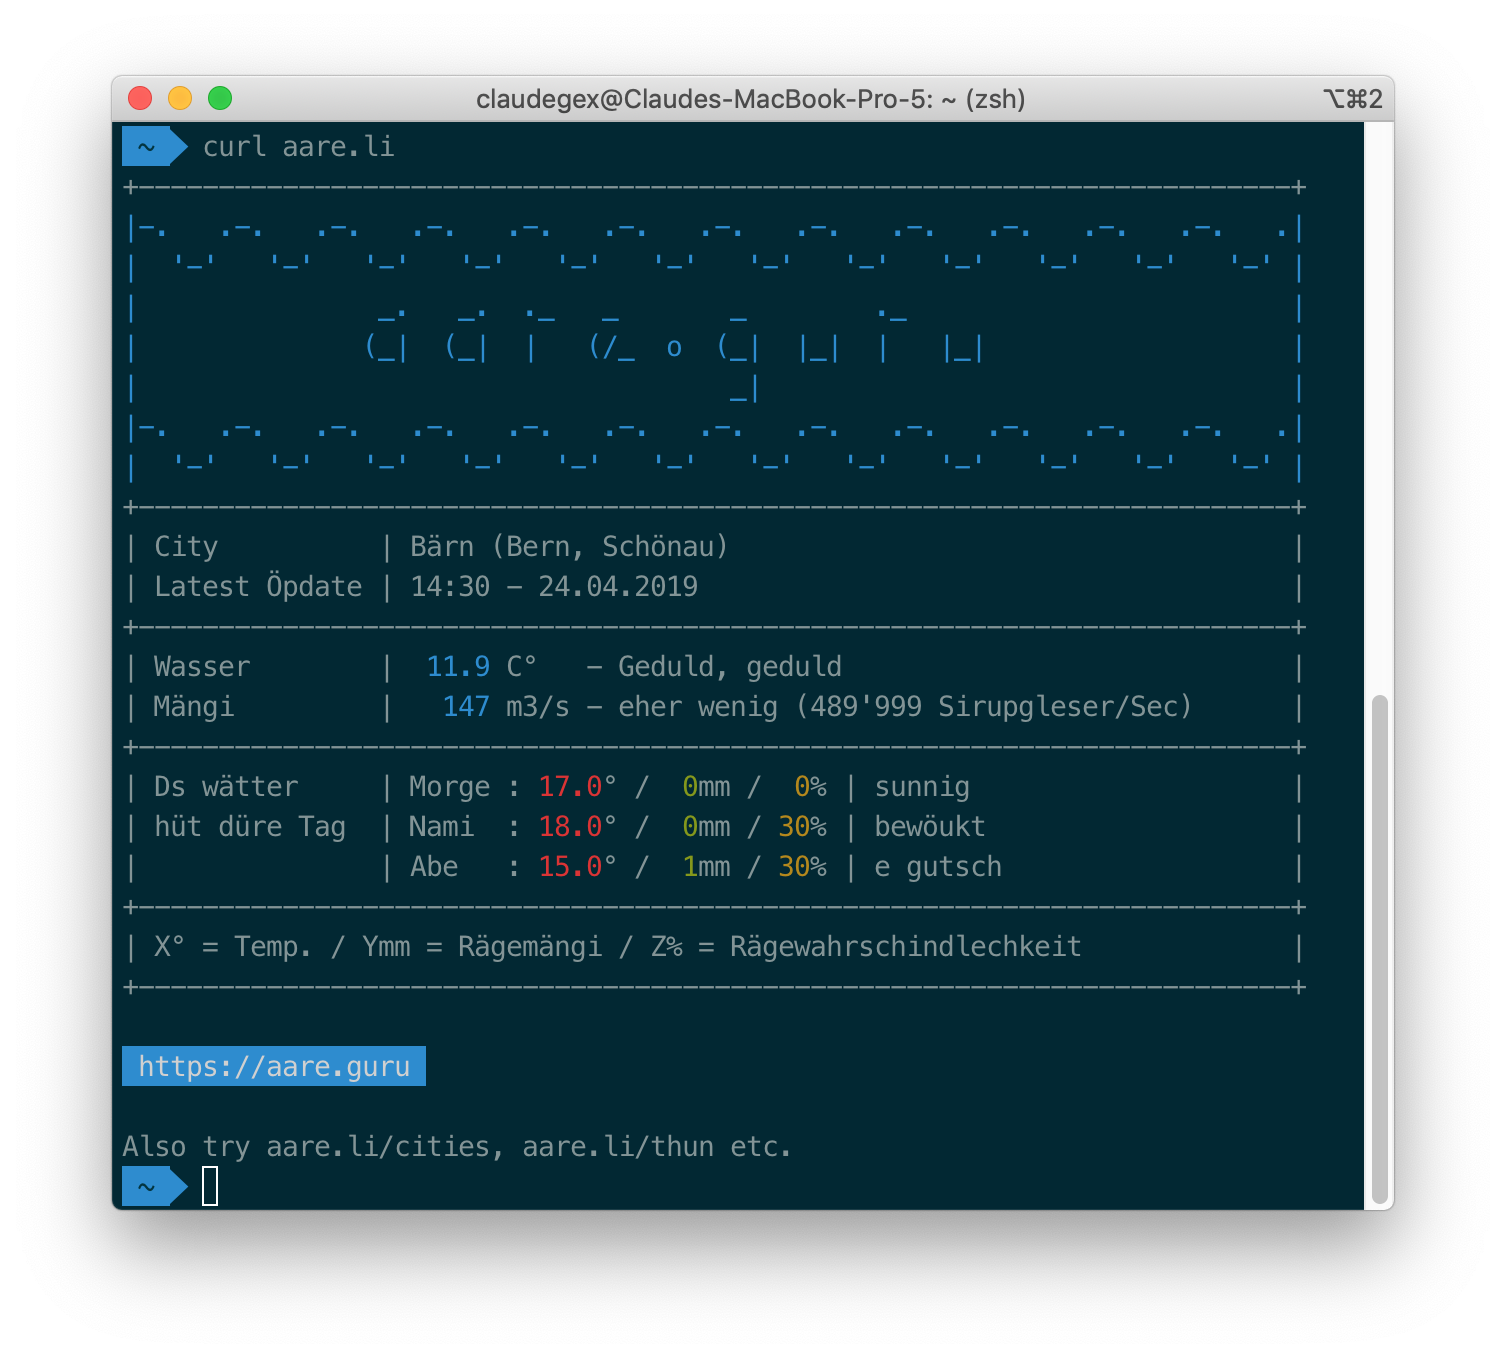 claudegex@Claudes-MacBook-Pro-5: ~ (zsh) ⌥⌘2
~ curl aare.li
aare.guru
| City | Bärn (Bern, Schönau) |
| Latest Öpdate | 14:30 – 24.04.2019 |
| Wasser | 11.9 C° – Geduld, geduld |
| Mängi | 147 m3/s – eher wenig (489'999 Sirupgleser/Sec) |
| Ds wätter | Morge : 17.0° / 0mm / 0% | sunnig |
| hüt düre Tag | Nami : 18.0° / 0mm / 30% | bewöukt |
| | Abe : 15.0° / 1mm / 30% | e gutsch |
| X° = Temp. / Ymm = Rägemängi / Z% = Rägewahrschindlechkeit |
https://aare.guru
Also try aare.li/cities, aare.li/thun etc.
~